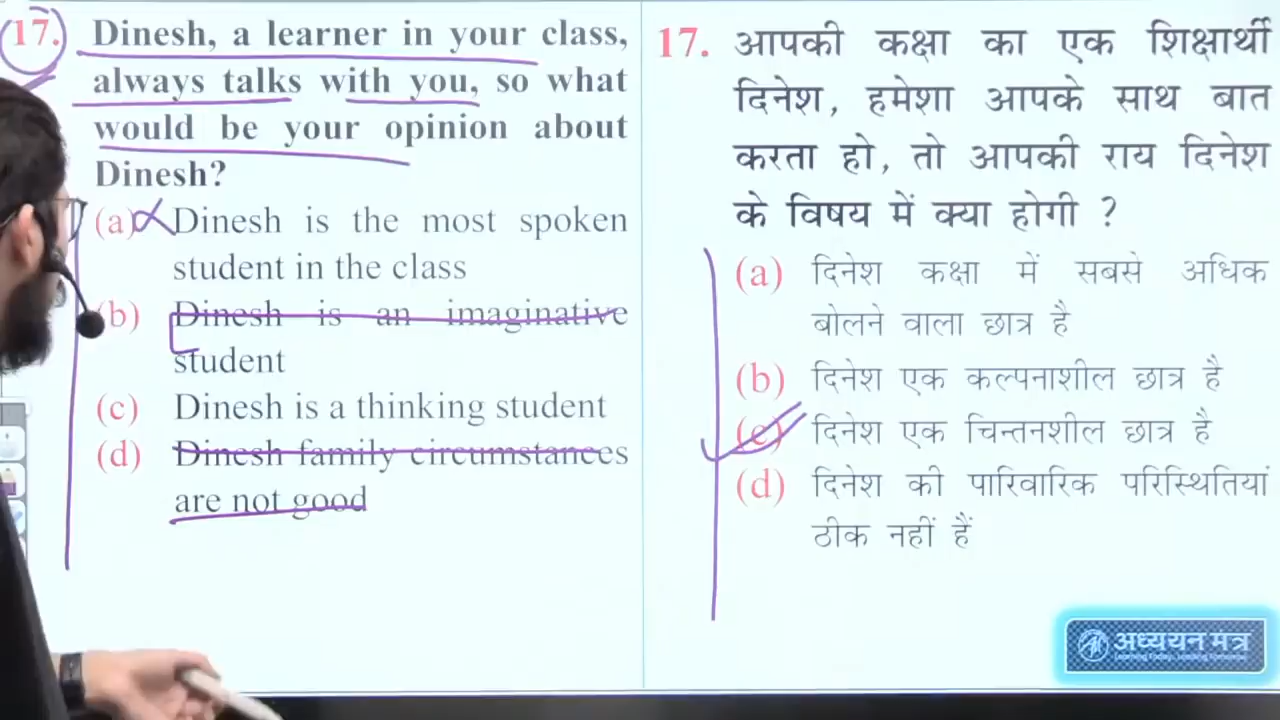 17. Dinesh, a learner in your class,
always talks with you, so what
would be your opinion about
Dinesh?
(a) Dinesh is the most spoken
student in the class
(b) Dinesh is an imaginative
student
(c) Dinesh is a thinking student
(d) Dinesh family circumstances
are not good
17. आपकी कक्षा का एक शिक्षार्थी
दिनेश, हमेशा आपके साथ बात
करता हो, तो आपकी राय दिनेश
के विषय में क्या होगी ?
(a) दिनेश कक्षा में सबसे अधिक
बोलने वाला छात्र है
(b) दिनेश एक कल्पनाशील छात्र है
(c) दिनेश एक चिन्तनशील छात्र है
(d) दिनेश की पारिवारिक परिस्थितियां
ठीक नहीं हैं
अध्ययन मंत्र